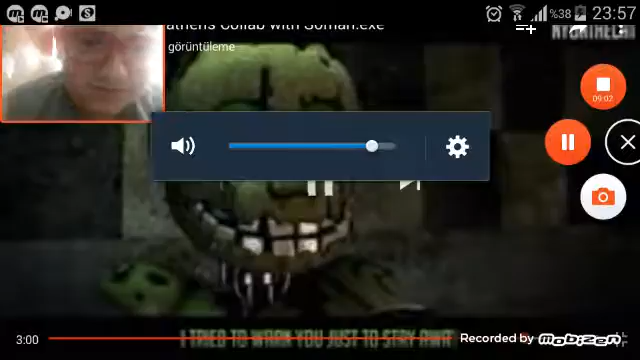 %38 23:57
athens Collab with Soman.exe
görüntüleme
09:02
3:00
I TRIED TO WARN YOU JUST TO STAY AWAY
Recorded by Mobizen